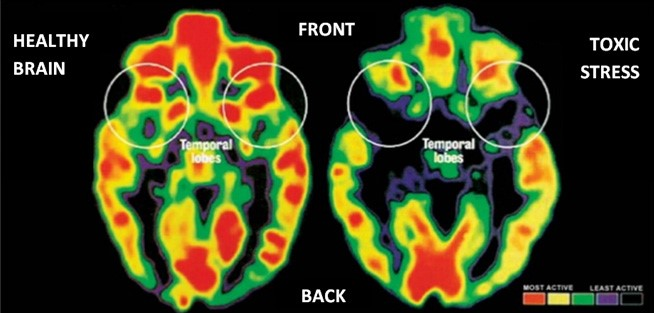 HEALTHY
BRAIN
FRONT
TOXIC
STRESS
Temporal
lobes
Temporal
lobes
BACK
MOST ACTIVE LEAST ACTIVE